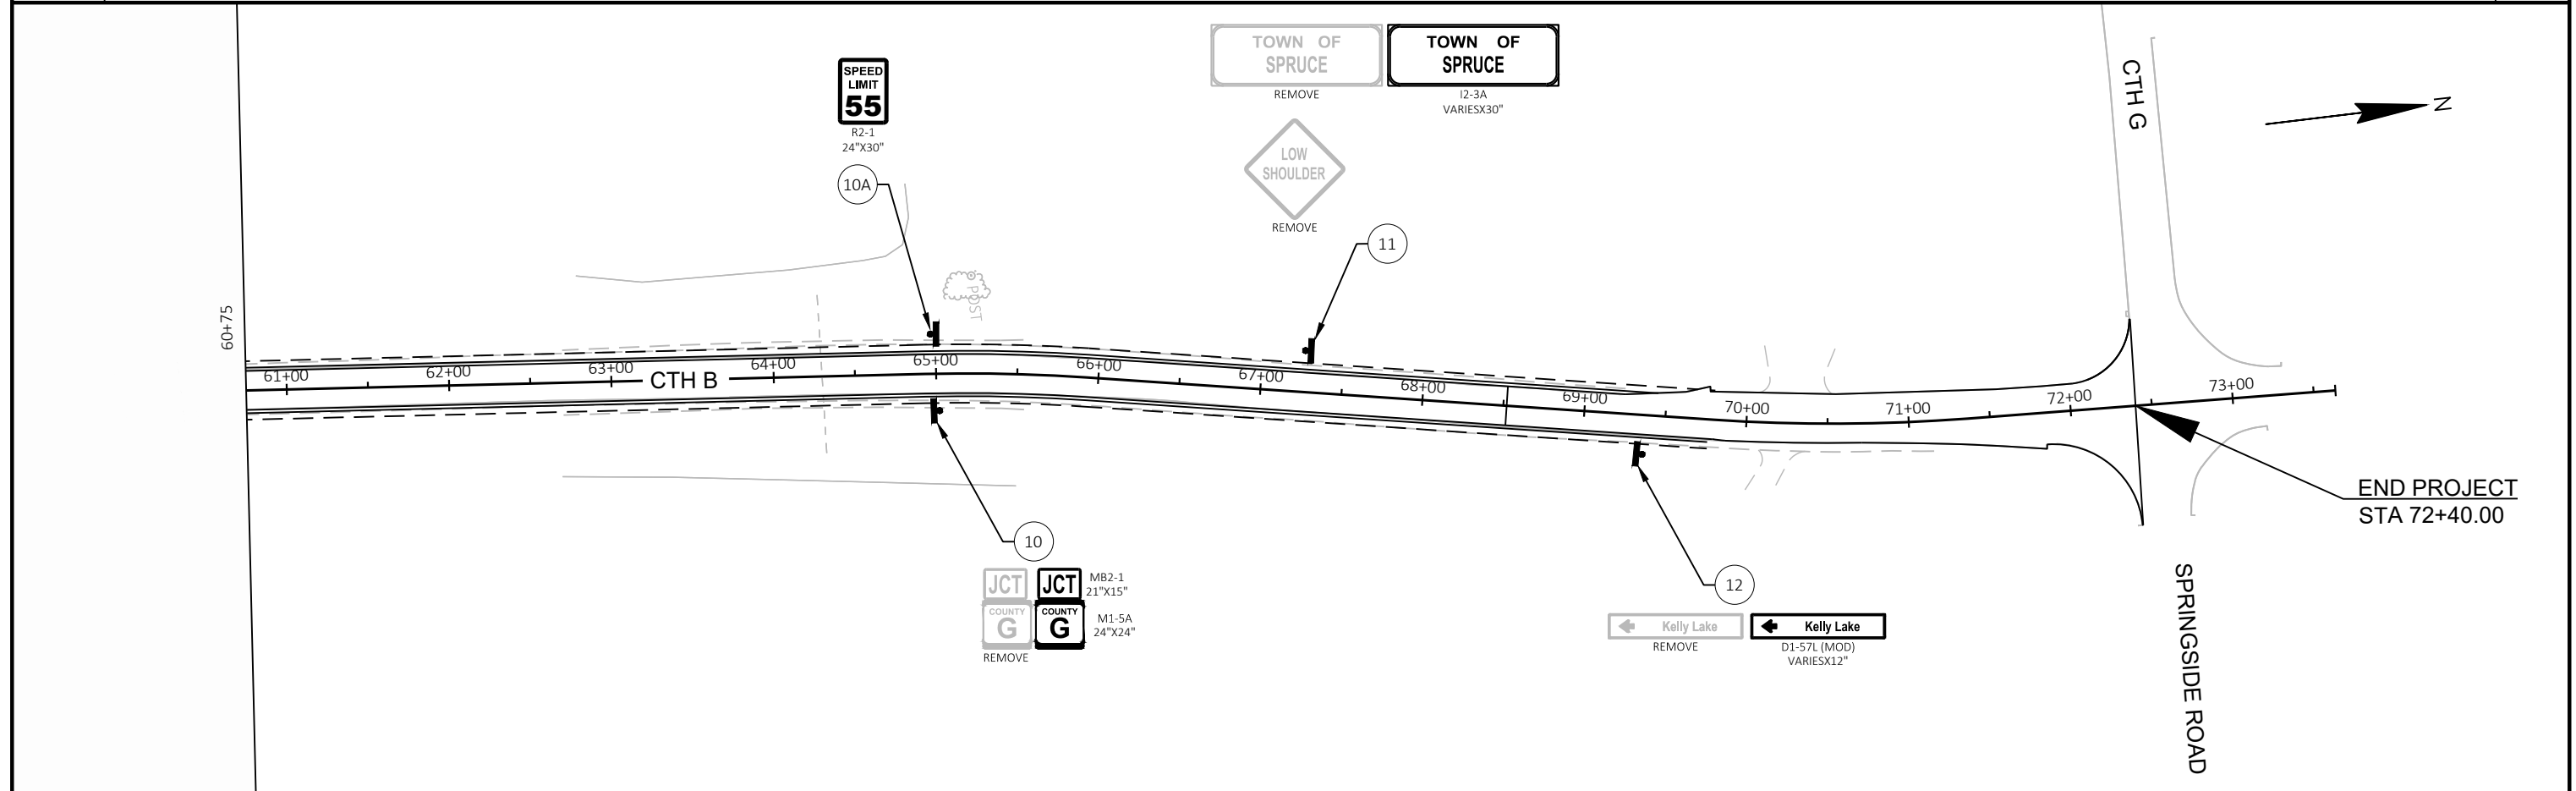 TOWN OF
SPRUCE
REMOVE
TOWN OF
SPRUCE
I2-3A
VARIESX30"
SPEED
LIMIT
55
R2-1
24"X30"
10A
LOW
SHOULDER
REMOVE
11
CTH G
N
POST
60+75
61+00
62+00
63+00
CTH B
64+00
65+00
66+00
67+00
68+00
69+00
70+00
71+00
72+00
73+00
END PROJECT
STA 72+40.00
10
JCT
COUNTY
G
REMOVE
JCT
MB2-1
21"X15"
COUNTY
G
M1-5A
24"X24"
12
Kelly Lake
REMOVE
Kelly Lake
D1-57L (MOD)
VARIESX12"
SPRINGSIDE ROAD